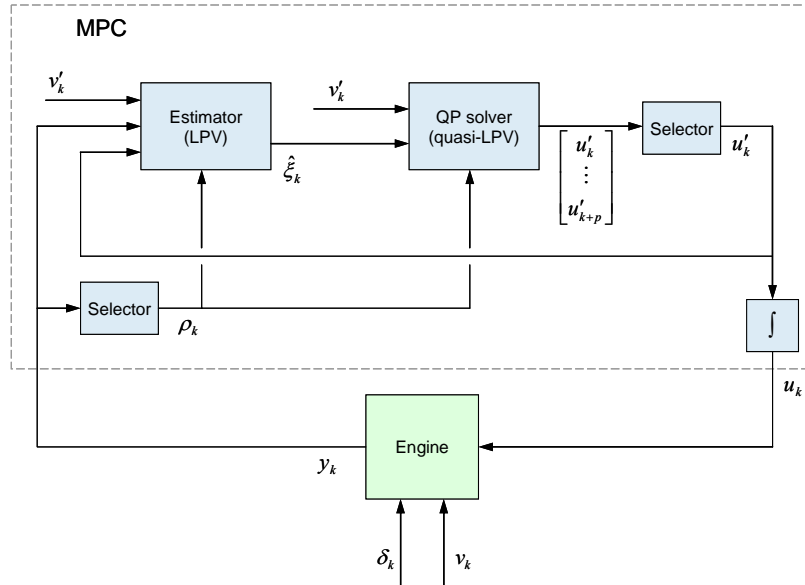 MPC
v′ₖ
v′ₖ
Estimator
(LPV)
QP solver
(quasi-LPV)
Selector
u′ₖ
ξ̂ₖ
[u′ₖ
⋮
u′ₖ₊ₚ]
Selector
ρₖ
∫
uₖ
Engine
yₖ
δₖ
vₖ